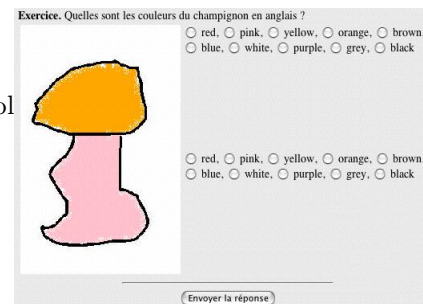 Exercice. Quelles sont les couleurs du champignon en anglais ?
red, pink, yellow, orange, brown
blue, white, purple, grey, black
ol
red, pink, yellow, orange, brown
blue, white, purple, grey, black
Envoyer la réponse